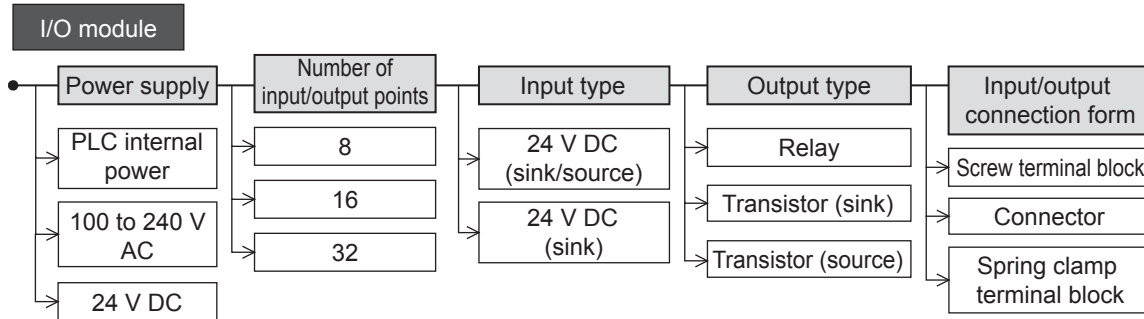 I/O module
Power supply
PLC internal
power
100 to 240 V
AC
24 V DC
Number of
input/output points
8
16
32
Input type
24 V DC
(sink/source)
24 V DC
(sink)
Output type
Relay
Transistor (sink)
Transistor (source)
Input/output
connection form
Screw terminal block
Connector
Spring clamp
terminal block